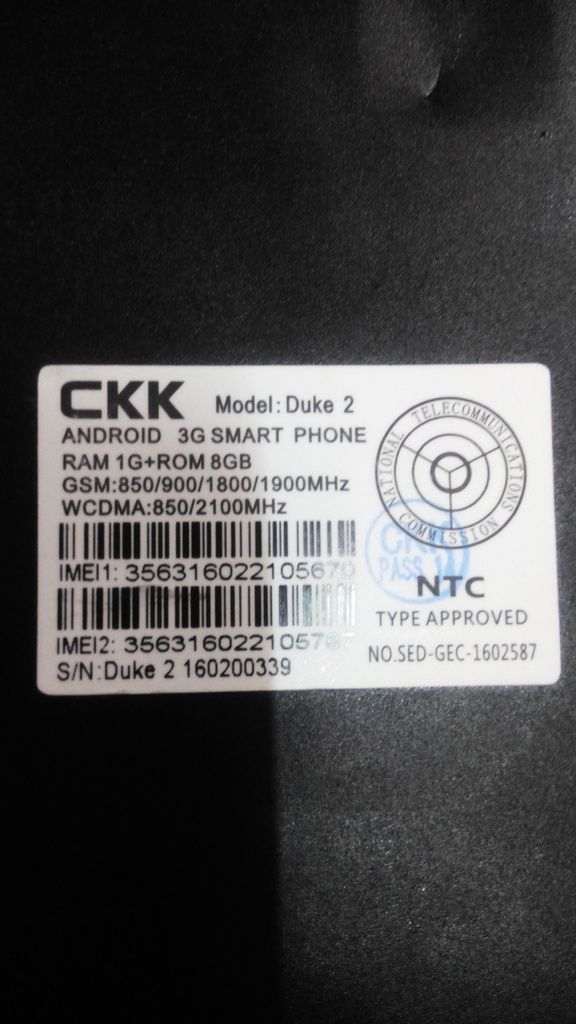 CKK Model: Duke 2
ANDROID 3G SMART PHONE
RAM 1G+ROM 8GB
GSM:850/900/1800/1900MHz
WCDMA:850/2100MHz
IMEI1: 356316022105670
IMEI2: 356316022105787
S/N:Duke 2 160200339
NATIONAL TELECOMMUNICATIONS
COMMISSION
PASS
NTC
TYPE APPROVED
NO.SED-GEC-1602587